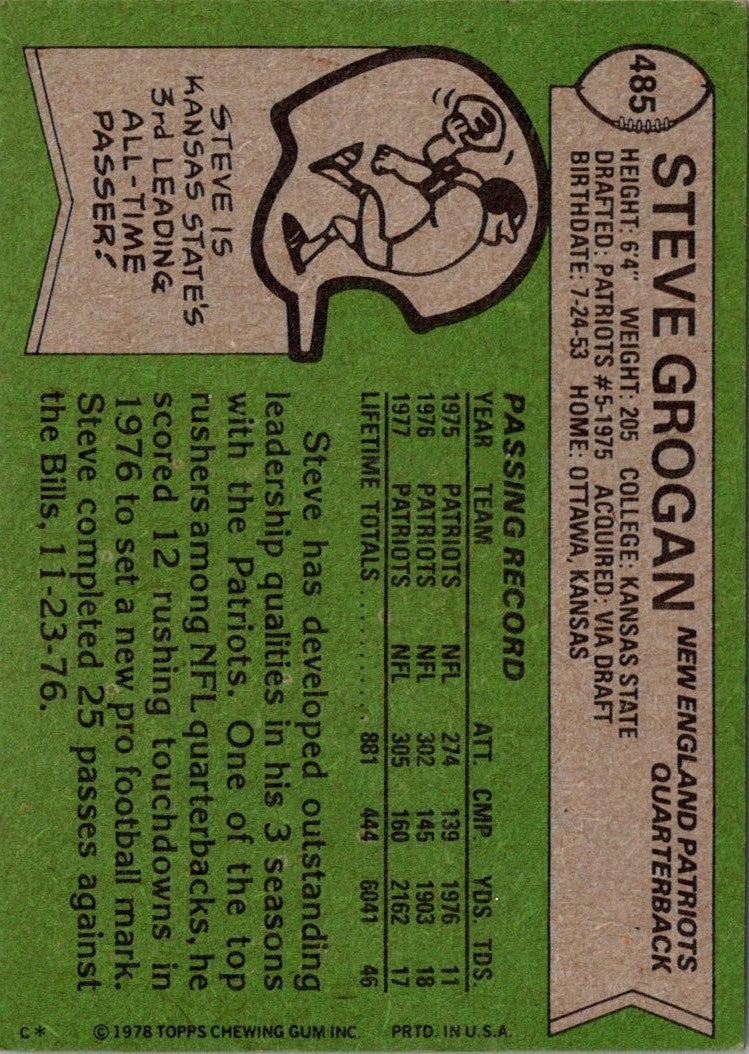 485
STEVE GROGAN NEW ENGLAND PATRIOTS
QUARTERBACK
HEIGHT: 6'4" WEIGHT: 205 COLLEGE: KANSAS STATE
DRAFTED: PATRIOTS #5-1975 ACQUIRED: VIA DRAFT
BIRTHDATE: 7-24-53 HOME: OTTAWA, KANSAS
STEVE IS
KANSAS STATE'S
3rd LEADING
ALL-TIME
PASSER!
PASSING RECORD
YEAR TEAM ATT. CMP. YDS. TDS.
1975 PATRIOTS NFL 274 139 1976 11
1976 PATRIOTS NFL 302 145 1903 18
1977 PATRIOTS NFL 305 160 2162 17
LIFETIME TOTALS .......... 881 444 6041 46
Steve has developed outstanding
leadership qualities in his 3 seasons
with the Patriots. One of the top
rushers among NFL quarterbacks, he
scored 12 rushing touchdowns in
1976 to set a new pro football mark.
Steve completed 25 passes against
the Bills, 11-23-76.
C* © 1978 TOPPS CHEWING GUM INC. PRTD. IN U.S.A.